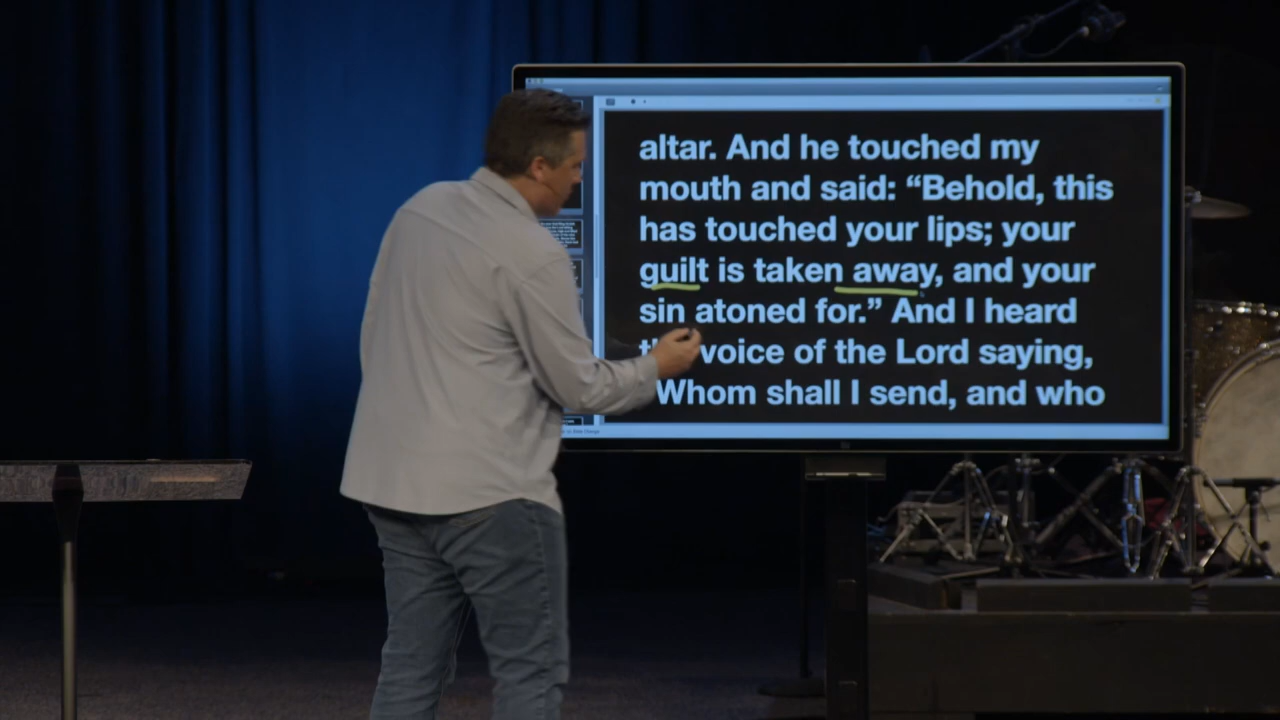 altar. And he touched my
mouth and said: “Behold, this
has touched your lips; your
guilt is taken away, and your
sin atoned for.” And I heard
voice of the Lord saying,
Whom shall I send, and who